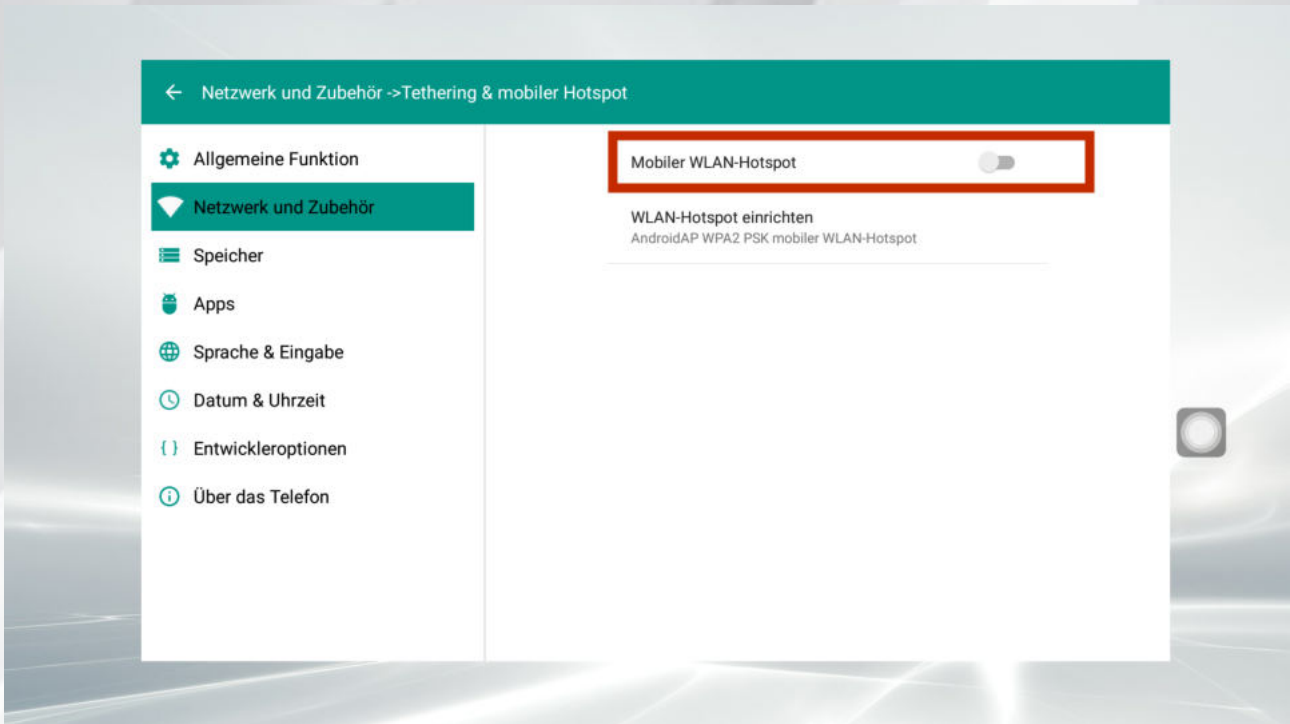 Netzwerk und Zubehör ->Tethering & mobiler Hotspot
Allgemeine Funktion
Netzwerk und Zubehör
Speicher
Apps
Sprache & Eingabe
Datum & Uhrzeit
Entwickleroptionen
Über das Telefon
Mobiler WLAN-Hotspot
WLAN-Hotspot einrichten
AndroidAP WPA2 PSK mobiler WLAN-Hotspot